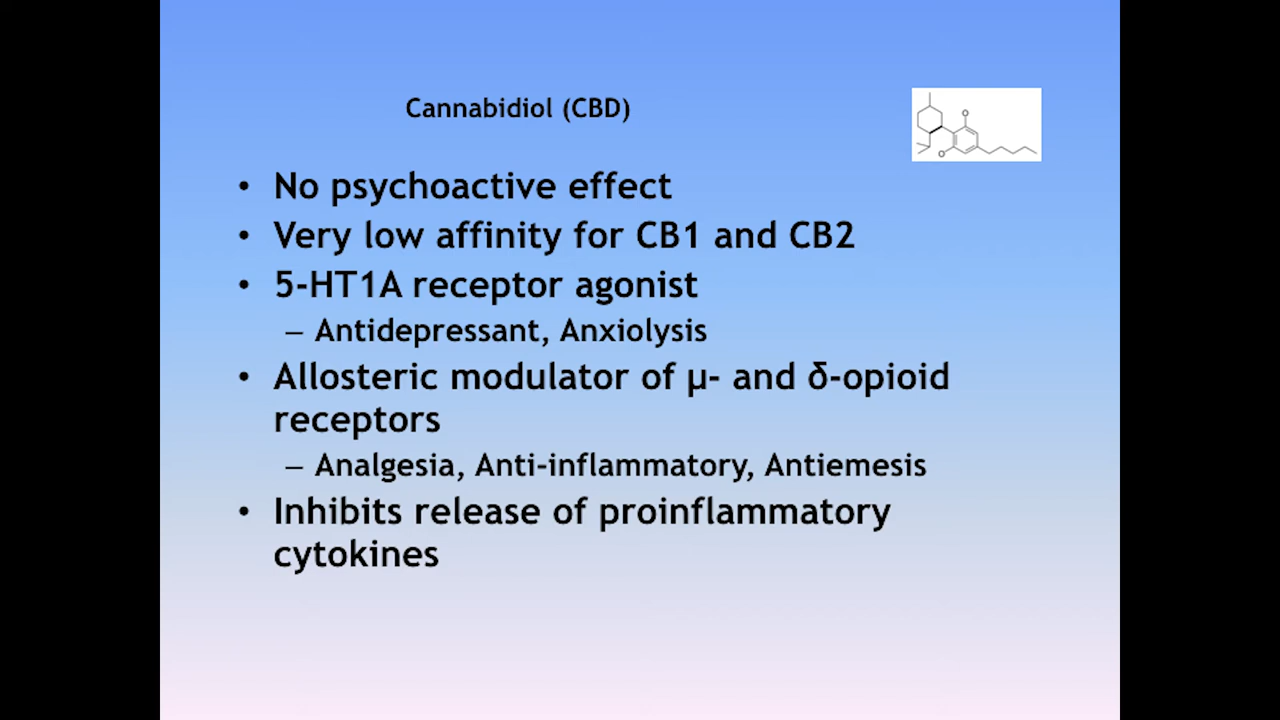 Cannabidiol (CBD)
• No psychoactive effect
• Very low affinity for CB1 and CB2
• 5-HT1A receptor agonist
– Antidepressant, Anxiolysis
• Allosteric modulator of μ- and δ-opioid
receptors
– Analgesia, Anti-inflammatory, Antiemesis
• Inhibits release of proinflammatory
cytokines
O
O